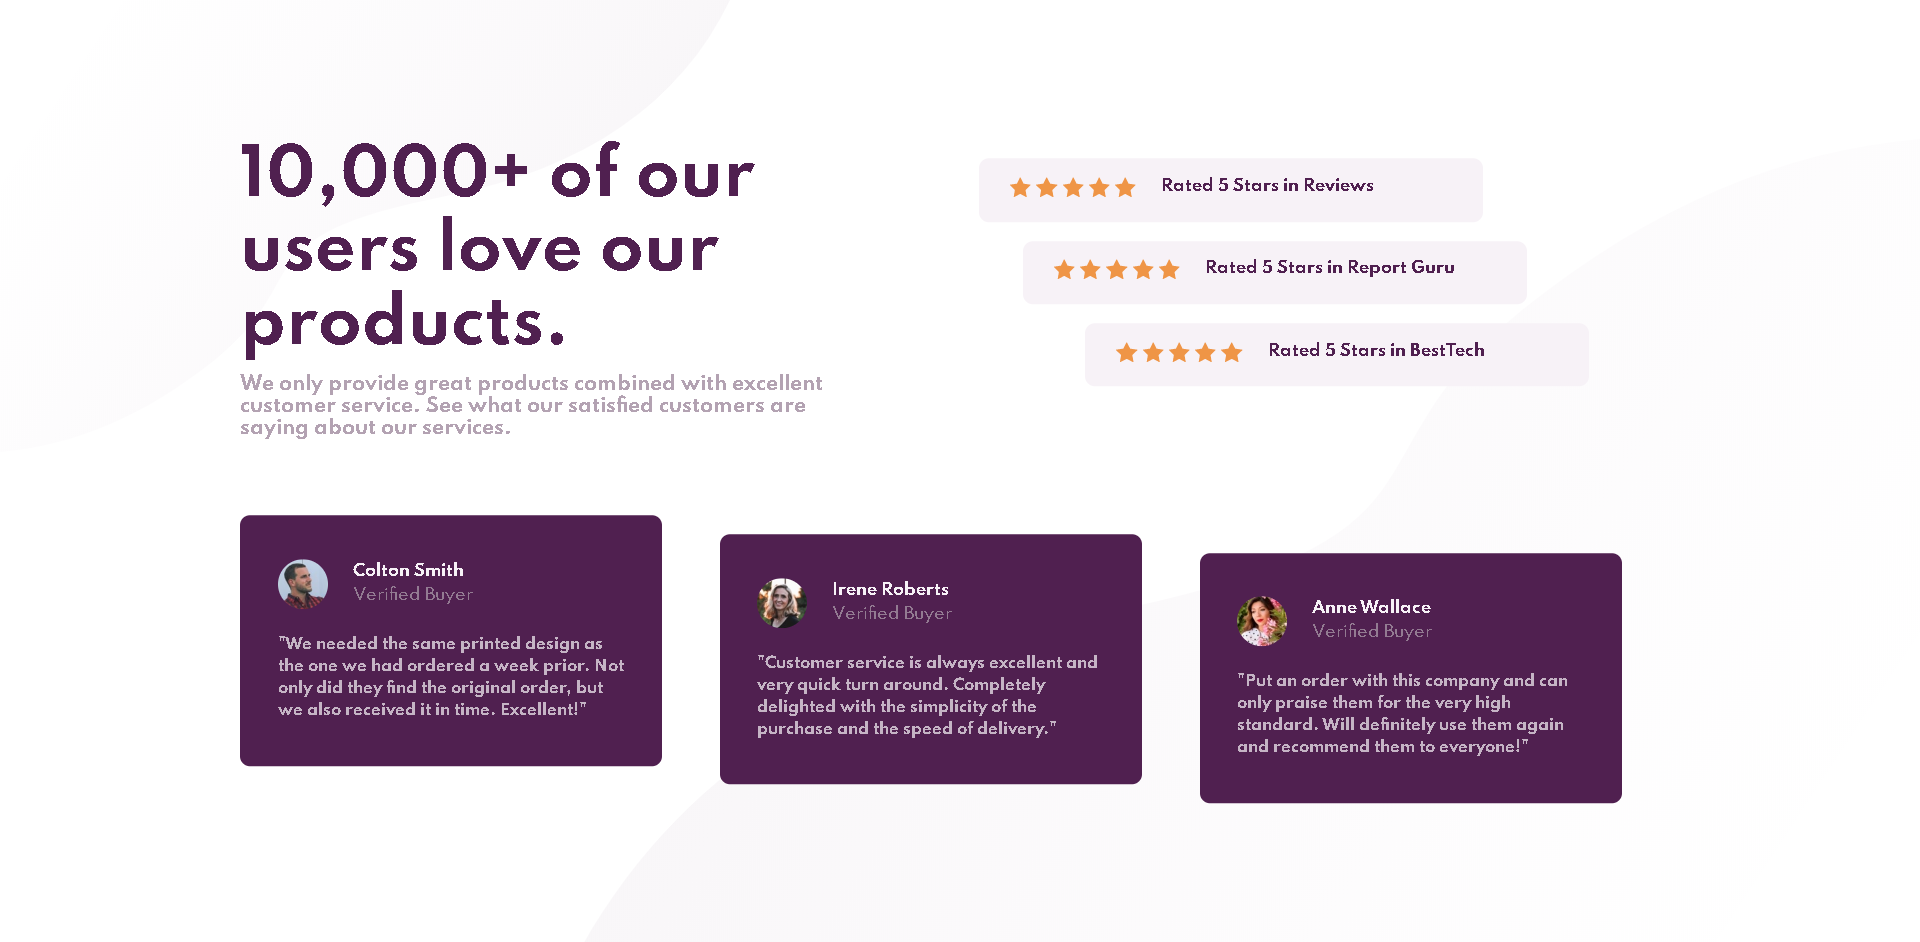 10,000+ of our
users love our
products.
We only provide great products combined with excellent
customer service. See what our satisfied customers are
saying about our services.
Rated 5 Stars in Reviews
Rated 5 Stars in Report Guru
Rated 5 Stars in BestTech
Colton Smith
Verified Buyer
"We needed the same printed design as
the one we had ordered a week prior. Not
only did they find the original order, but
we also received it in time. Excellent!"
Irene Roberts
Verified Buyer
"Customer service is always excellent and
very quick turn around. Completely
delighted with the simplicity of the
purchase and the speed of delivery."
Anne Wallace
Verified Buyer
"Put an order with this company and can
only praise them for the very high
standard. Will definitely use them again
and recommend them to everyone!"